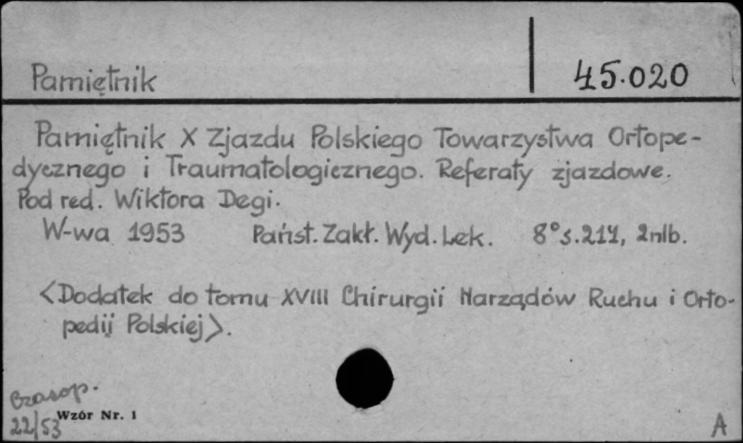 Pamiętnik
45.020
Pamiętnik X Zjazdu Polskiego Towarzystwa Ortope-
dycznego i Traumatologicznego. Referaty zjazdowe.
Pod red. Wiktora Degi.
W-wa 1953 Państ. Zakł. Wyd. Lek. 8° s. 214, 2nlb.
<Dodatek do tomu XVIII Chirurgii Narządów Ruchu i Orto-
pedii Polskiej>.
Czasop.
22/53
Wzór Nr. 1
A